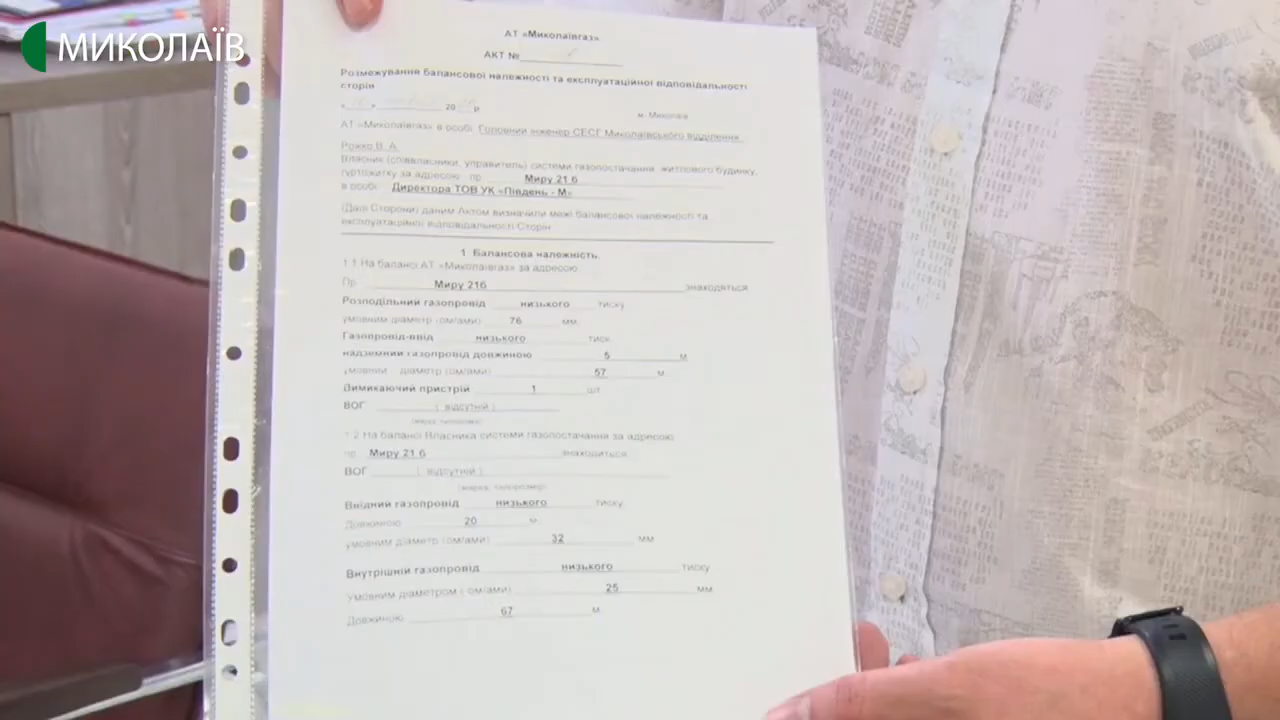 МИКОЛАЇВ
АТ «Миколаївгаз»
АКТ №
Розмежування балансової належності та експлуатаційної відповідальності
сторін
20 р
м. Миколаїв
АТ «Миколаївгаз» в особі Головний інженер СЕСГ Миколаївського відділення
Рожко В. А.
Власник (співвласники, управитель) системи газопостачання житлового будинку,
гуртожитку за адресою пр Миру 21 б
в особі Директора ТОВ УК «Південь - М»
(Далі Сторони) даним Актом визначили межі балансової належності та
експлуатаційної відповідальності Сторін
1 Балансова належність.
1.1 На балансі АТ «Миколаївгаз» за адресою
Пр Миру 21б знаходяться
Розподільний газопровід низького тиску
умовним діаметр (ом/ами) 76 мм
Газопровід-ввід низького тиск
надземний газопровід довжиною 5 м
умовний діаметр (ом/ами) 57 м
Вимикаючий пристрій 1 шт
ВОГ ( відсутній )
(марка, типорозмір)
1.2 На балансі Власника системи газопостачання за адресою
пр Миру 21 б знаходиться
ВОГ ( відсутній )
(марка, типорозмір)
Ввідний газопровід низького тиску
Довжиною 20 м
умовним діаметр (ом/ами) 32 мм
Внутрішній газопровід низького тиску
Умовним діаметром ( ом/ами) 25 мм
Довжиною 67 м